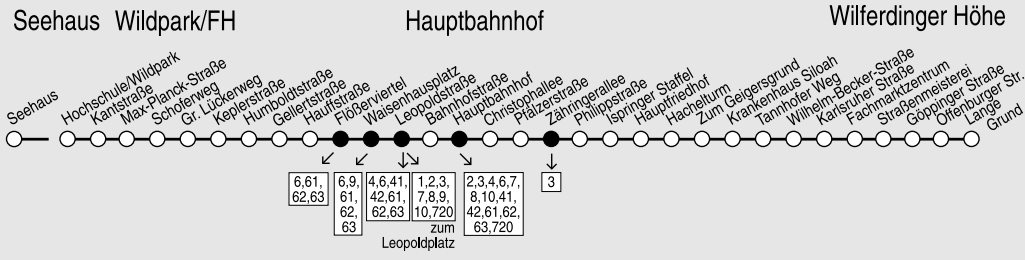 Seehaus Wildpark/FH Hauptbahnhof Wilferdinger Höhe
Seehaus
Hochschule/Wildpark
Kantstraße
Max-Planck-Straße
Schoferweg
Gr. Lückerweg
Keplerstraße
Humboldtstraße
Gellertstraße
Hauffstraße
Flößerviertel
Waisenhausplatz
Leopoldstraße
Bahnhofstraße
Hauptbahnhof
Christophallee
Pfälzerstraße
Zähringerallee
Philippstraße
Ispringer Staffel
Hauptfriedhof
Hachelturm
Zum Geigersgrund
Krankenhaus Siloah
Tannhofer Weg
Wilhelm-Becker-Straße
Karlsruher Straße
Fachmarktzentrum
Straßenmeisterei
Göppinger Straße
Offenburger Str.
Lange
Grund
6,61,
62,63
6,9,
61,
62,
63
4,6,41,
42,61,
62,63
1,2,3,
7,8,9,
10,720
zum
Leopoldplatz
2,3,4,6,7,
8,10,41,
42,61,62,
63,720
3